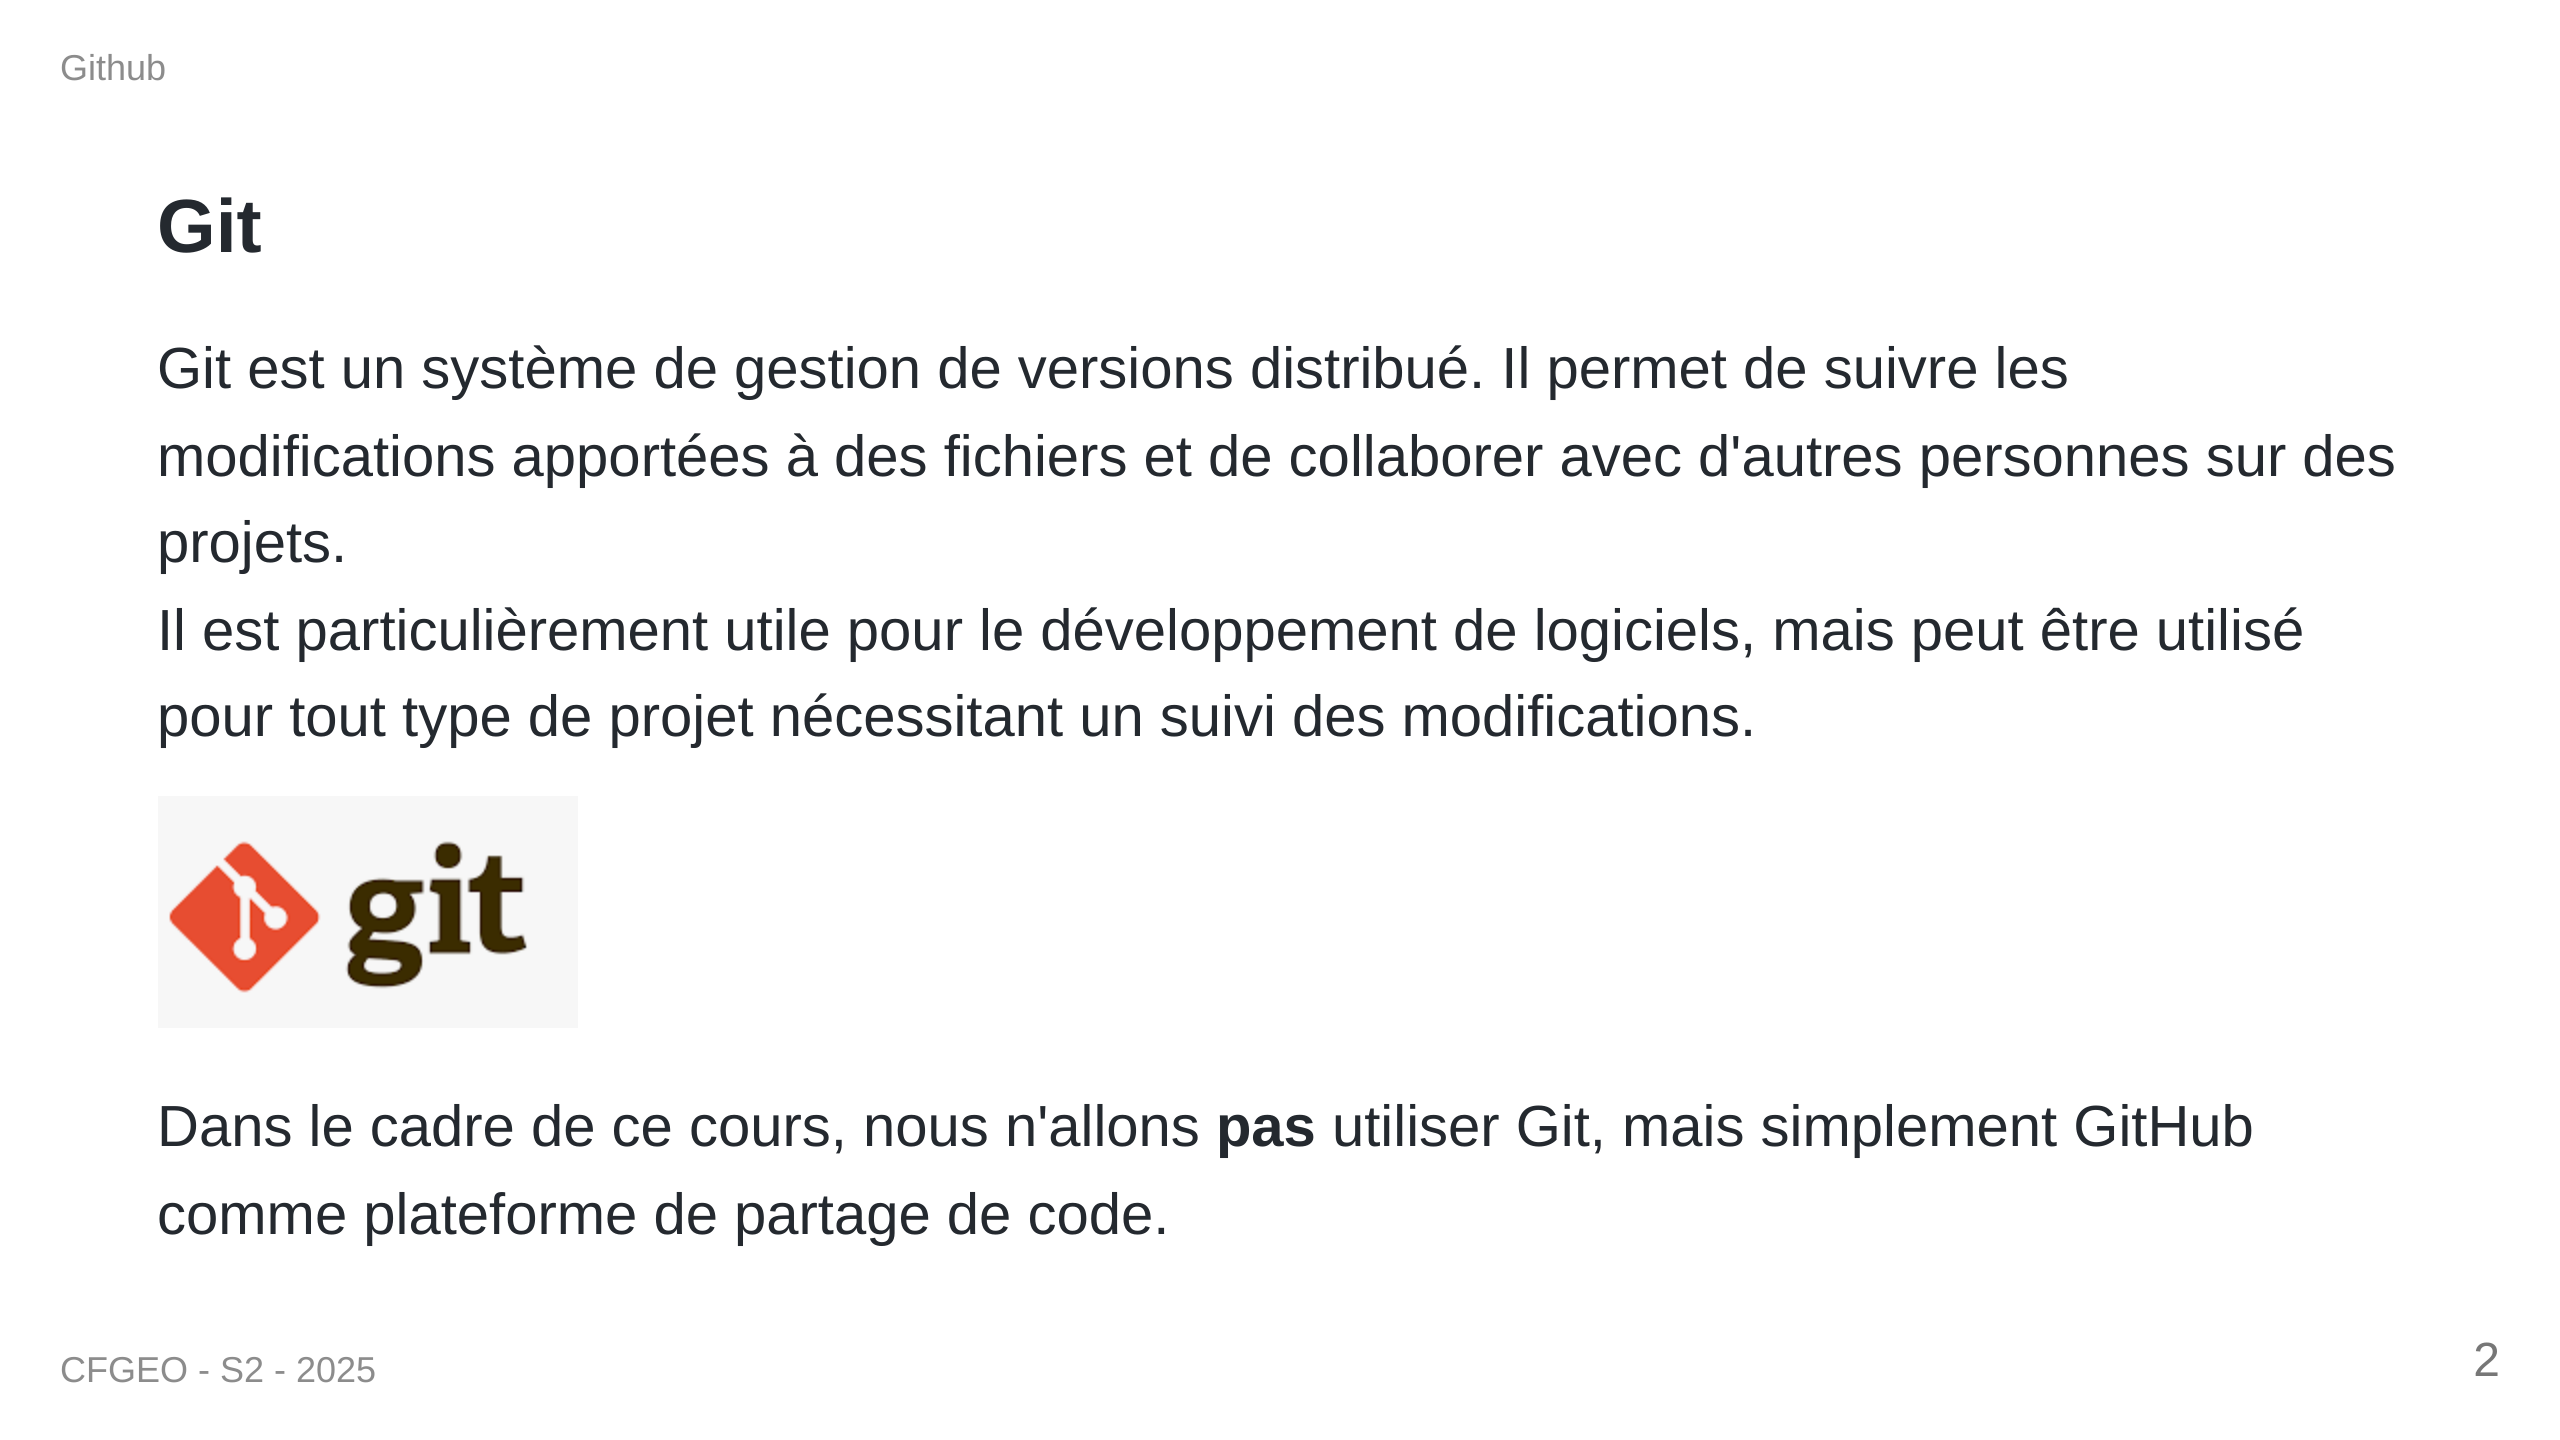 Github
Git
Git est un système de gestion de versions distribué. Il permet de suivre les
modifications apportées à des fichiers et de collaborer avec d'autres personnes sur des
projets.
Il est particulièrement utile pour le développement de logiciels, mais peut être utilisé
pour tout type de projet nécessitant un suivi des modifications.
git
Dans le cadre de ce cours, nous n'allons pas utiliser Git, mais simplement GitHub
comme plateforme de partage de code.
CFGEO - S2 - 2025
2